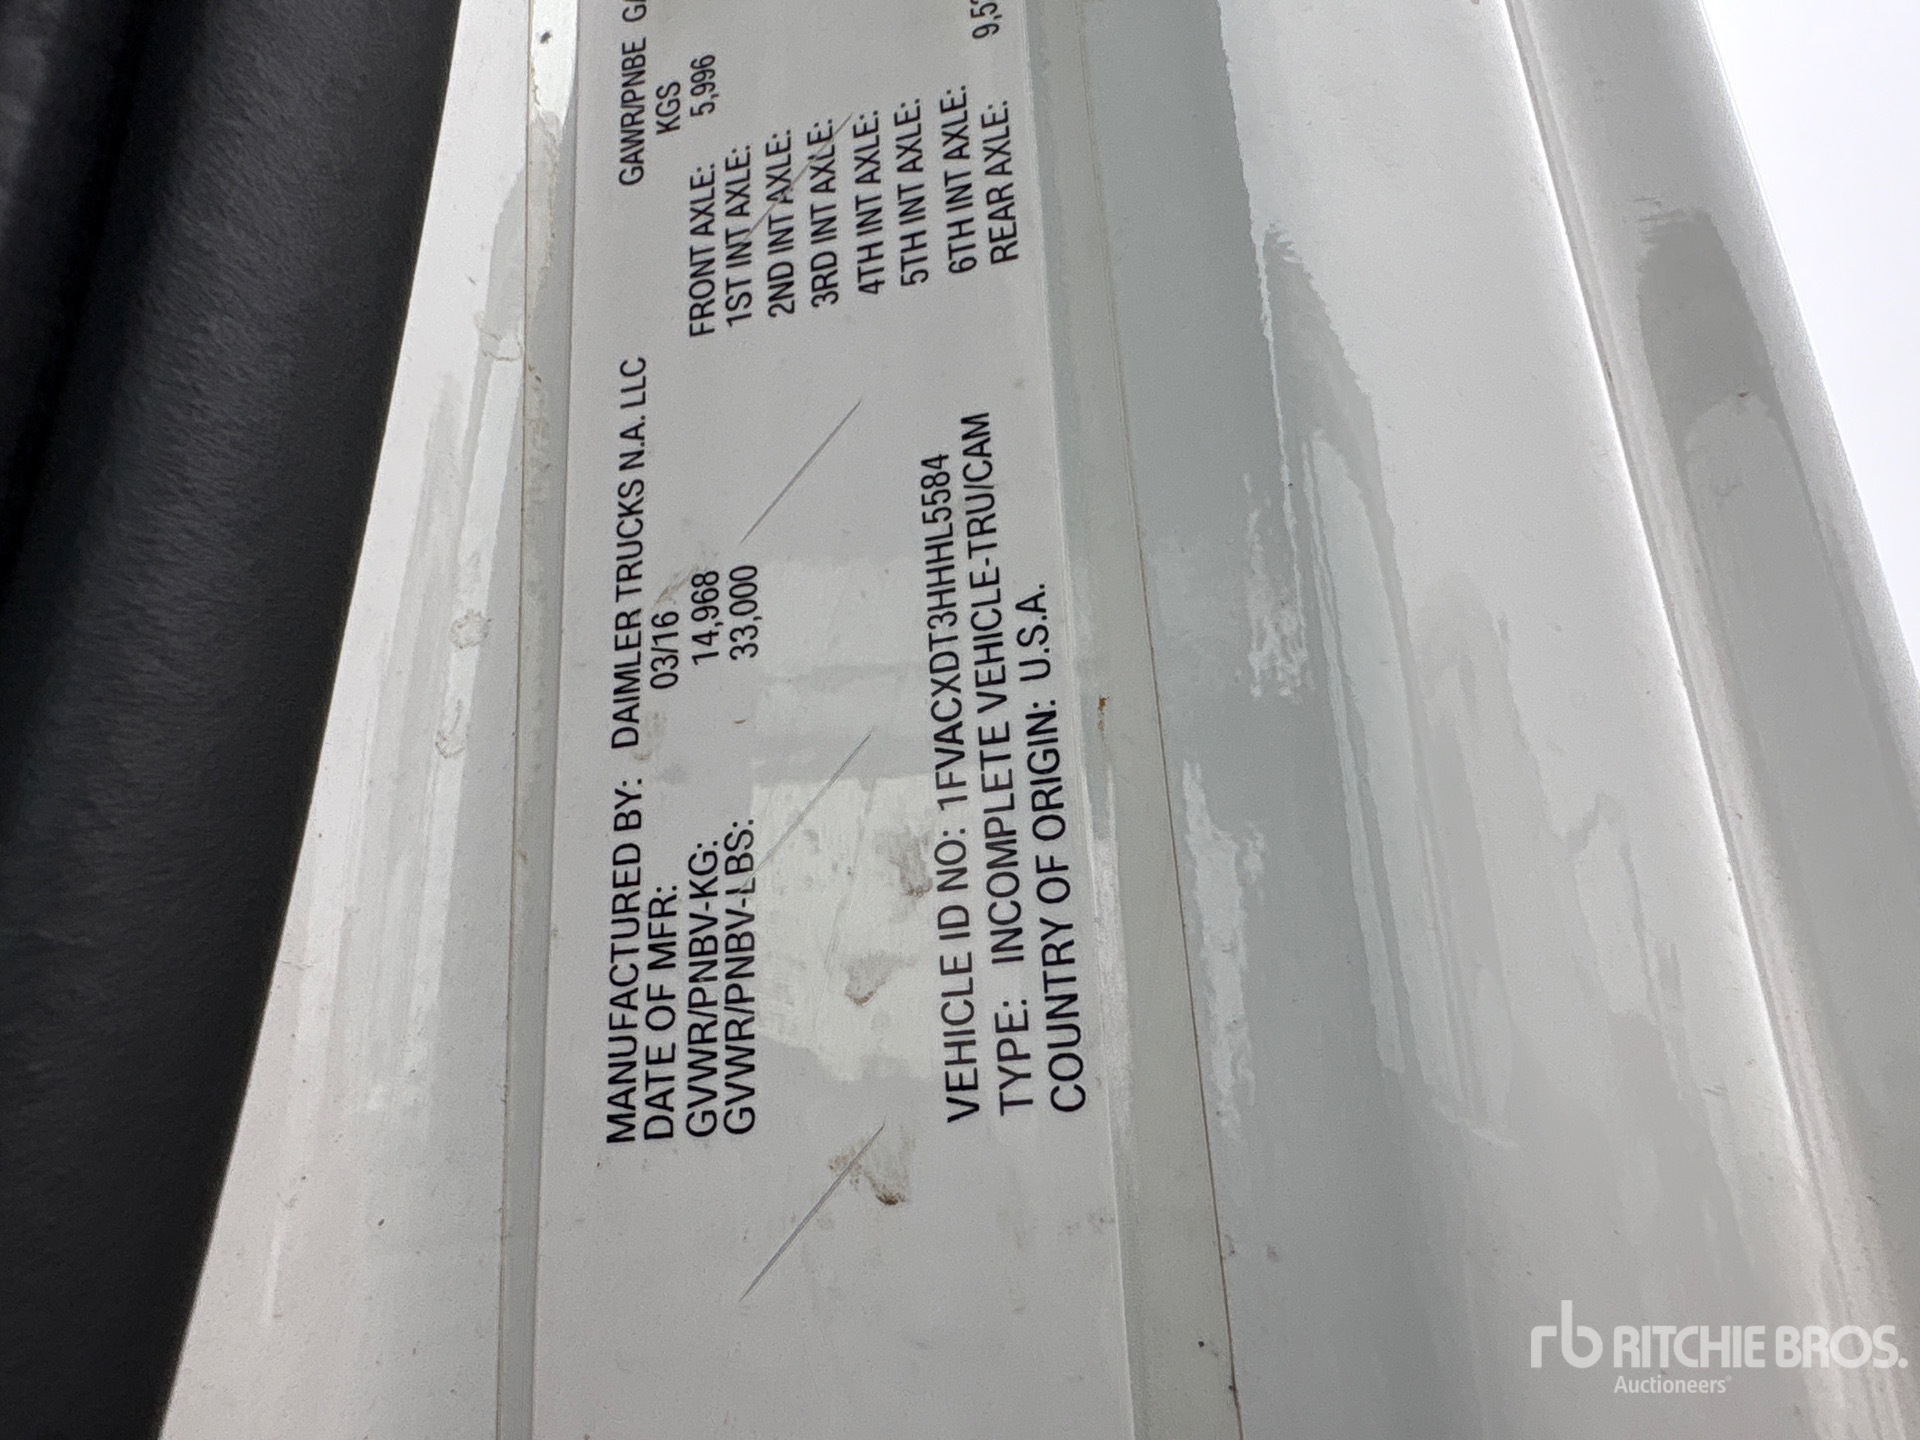 MANUFACTURED BY: DAIMLER TRUCKS N.A. LLC
DATE OF MFR: 03/16
GVWR/PNBV-KG: 14,968
GVWR/PNBV-LBS: 33,000
VEHICLE ID NO: 1FVACXDT3HHHL5584
TYPE: INCOMPLETE VEHICLE-TRU/CAM
COUNTRY OF ORIGIN: U.S.A.
GAWR/PNBE
KGS
FRONT AXLE: 5,996
1ST INT AXLE:
2ND INT AXLE:
3RD INT AXLE:
4TH INT AXLE:
5TH INT AXLE:
6TH INT AXLE:
REAR AXLE:
rb RITCHIE BROS.
Auctioneers